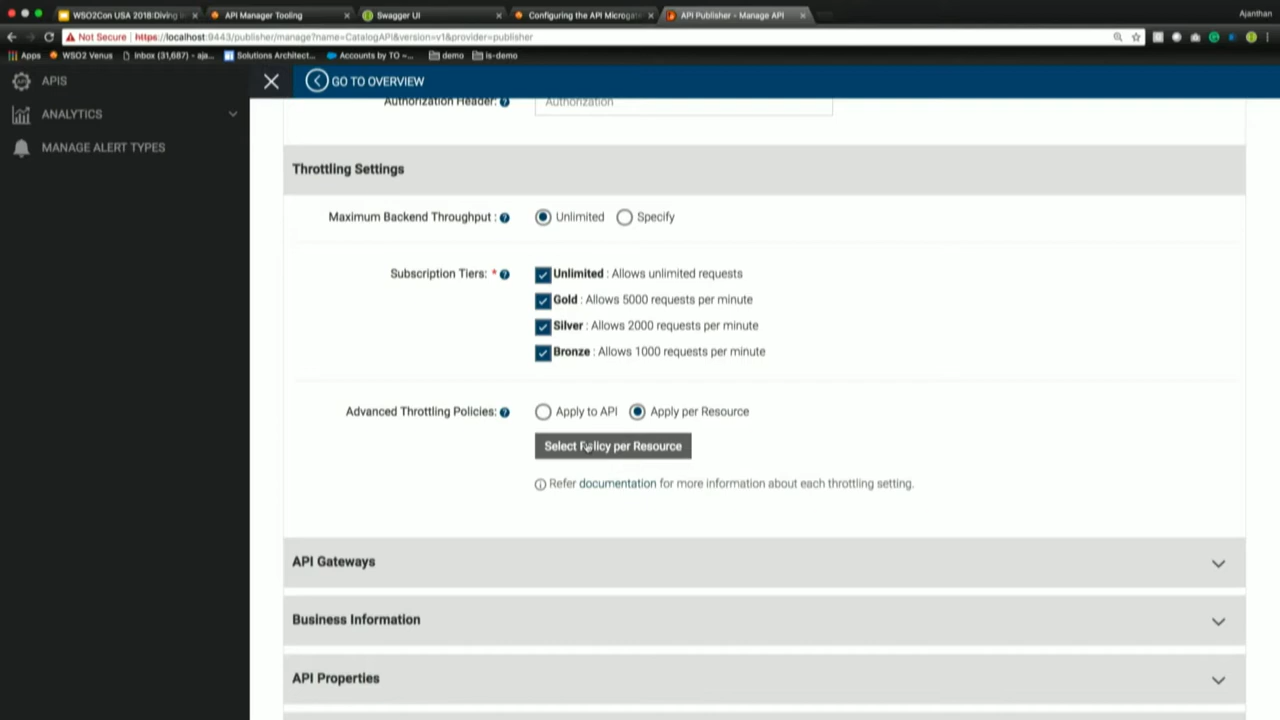 WSO2Con USA 2018:Diving
API Manager Tooling
Swagger UI
Configuring the API Microgate
API Publisher - Manage API
Ajanthan
Not Secure | https://localhost:9443/publisher/manage?name=CatalogAPI&version=v1&provider=publisher
Apps
WSO2 Venus
Inbox (31,687) - aja...
Solutions Architect...
Accounts by TO –...
demo
is-demo
APIS
GO TO OVERVIEW
ANALYTICS
MANAGE ALERT TYPES
Authorization Header:
Authorization
Throttling Settings
Maximum Backend Throughput :
Unlimited
Specify
Subscription Tiers: *
Unlimited : Allows unlimited requests
Gold : Allows 5000 requests per minute
Silver : Allows 2000 requests per minute
Bronze : Allows 1000 requests per minute
Advanced Throttling Policies:
Apply to API
Apply per Resource
Select Policy per Resource
Refer documentation for more information about each throttling setting.
API Gateways
Business Information
API Properties